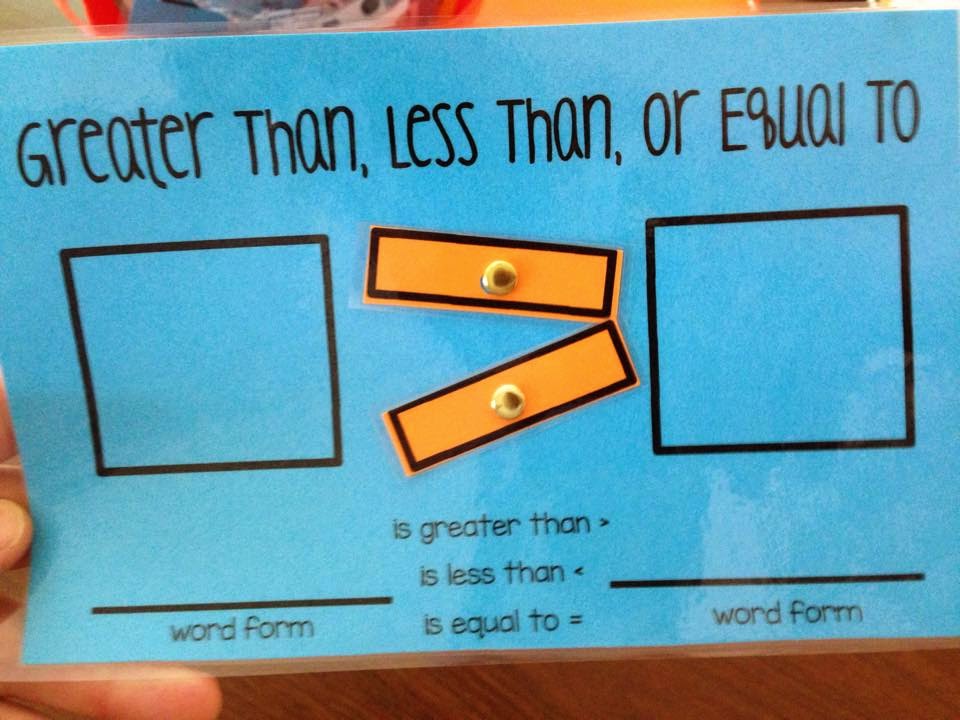 Greater Than, Less Than, or Equal To
is greater than >
is less than <
is equal to =
word form
word form